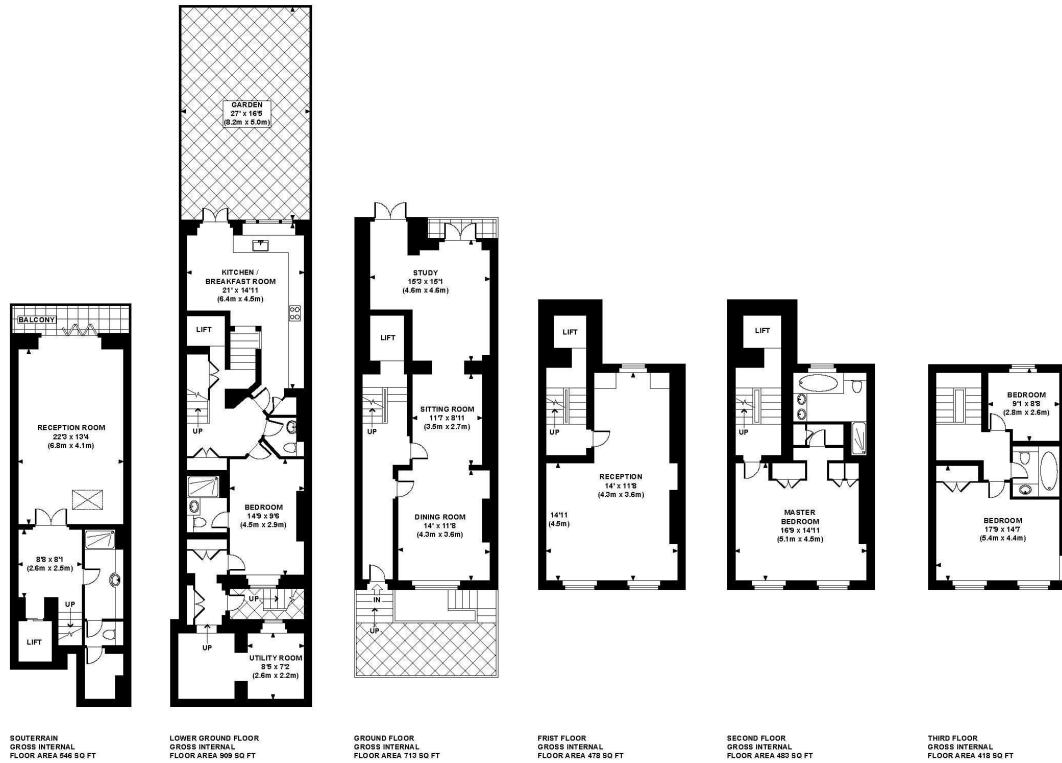 BALCONY
RECEPTION ROOM
22'3 x 13'4
(6.8m x 4.1m)
8'8 x 8'1
(2.6m x 2.5m)
UP
LIFT
SOUTERRAIN
GROSS INTERNAL
FLOOR AREA 546 SQ FT
GARDEN
27' x 16'5
(8.2m x 5.0m)
KITCHEN /
BREAKFAST ROOM
21' x 14'11
(6.4m x 4.5m)
LIFT
UP
BEDROOM
14'9 x 9'6
(4.5m x 2.9m)
UP
UP
UTILITY ROOM
8'5 x 7'2
(2.6m x 2.2m)
LOWER GROUND FLOOR
GROSS INTERNAL
FLOOR AREA 909 SQ FT
STUDY
15'3 x 15'1
(4.6m x 4.6m)
LIFT
SITTING ROOM
11'7 x 8'11
(3.5m x 2.7m)
UP
DINING ROOM
14' x 11'8
(4.3m x 3.6m)
IN
UP
GROUND FLOOR
GROSS INTERNAL
FLOOR AREA 713 SQ FT
LIFT
UP
RECEPTION
14' x 11'8
(4.3m x 3.6m)
14'11
(4.5m)
FRIST FLOOR
GROSS INTERNAL
FLOOR AREA 478 SQ FT
LIFT
UP
MASTER
BEDROOM
16'9 x 14'11
(5.1m x 4.5m)
SECOND FLOOR
GROSS INTERNAL
FLOOR AREA 483 SQ FT
BEDROOM
9'1 x 8'8
(2.8m x 2.6m)
BEDROOM
17'9 x 14'7
(5.4m x 4.4m)
THIRD FLOOR
GROSS INTERNAL
FLOOR AREA 418 SQ FT